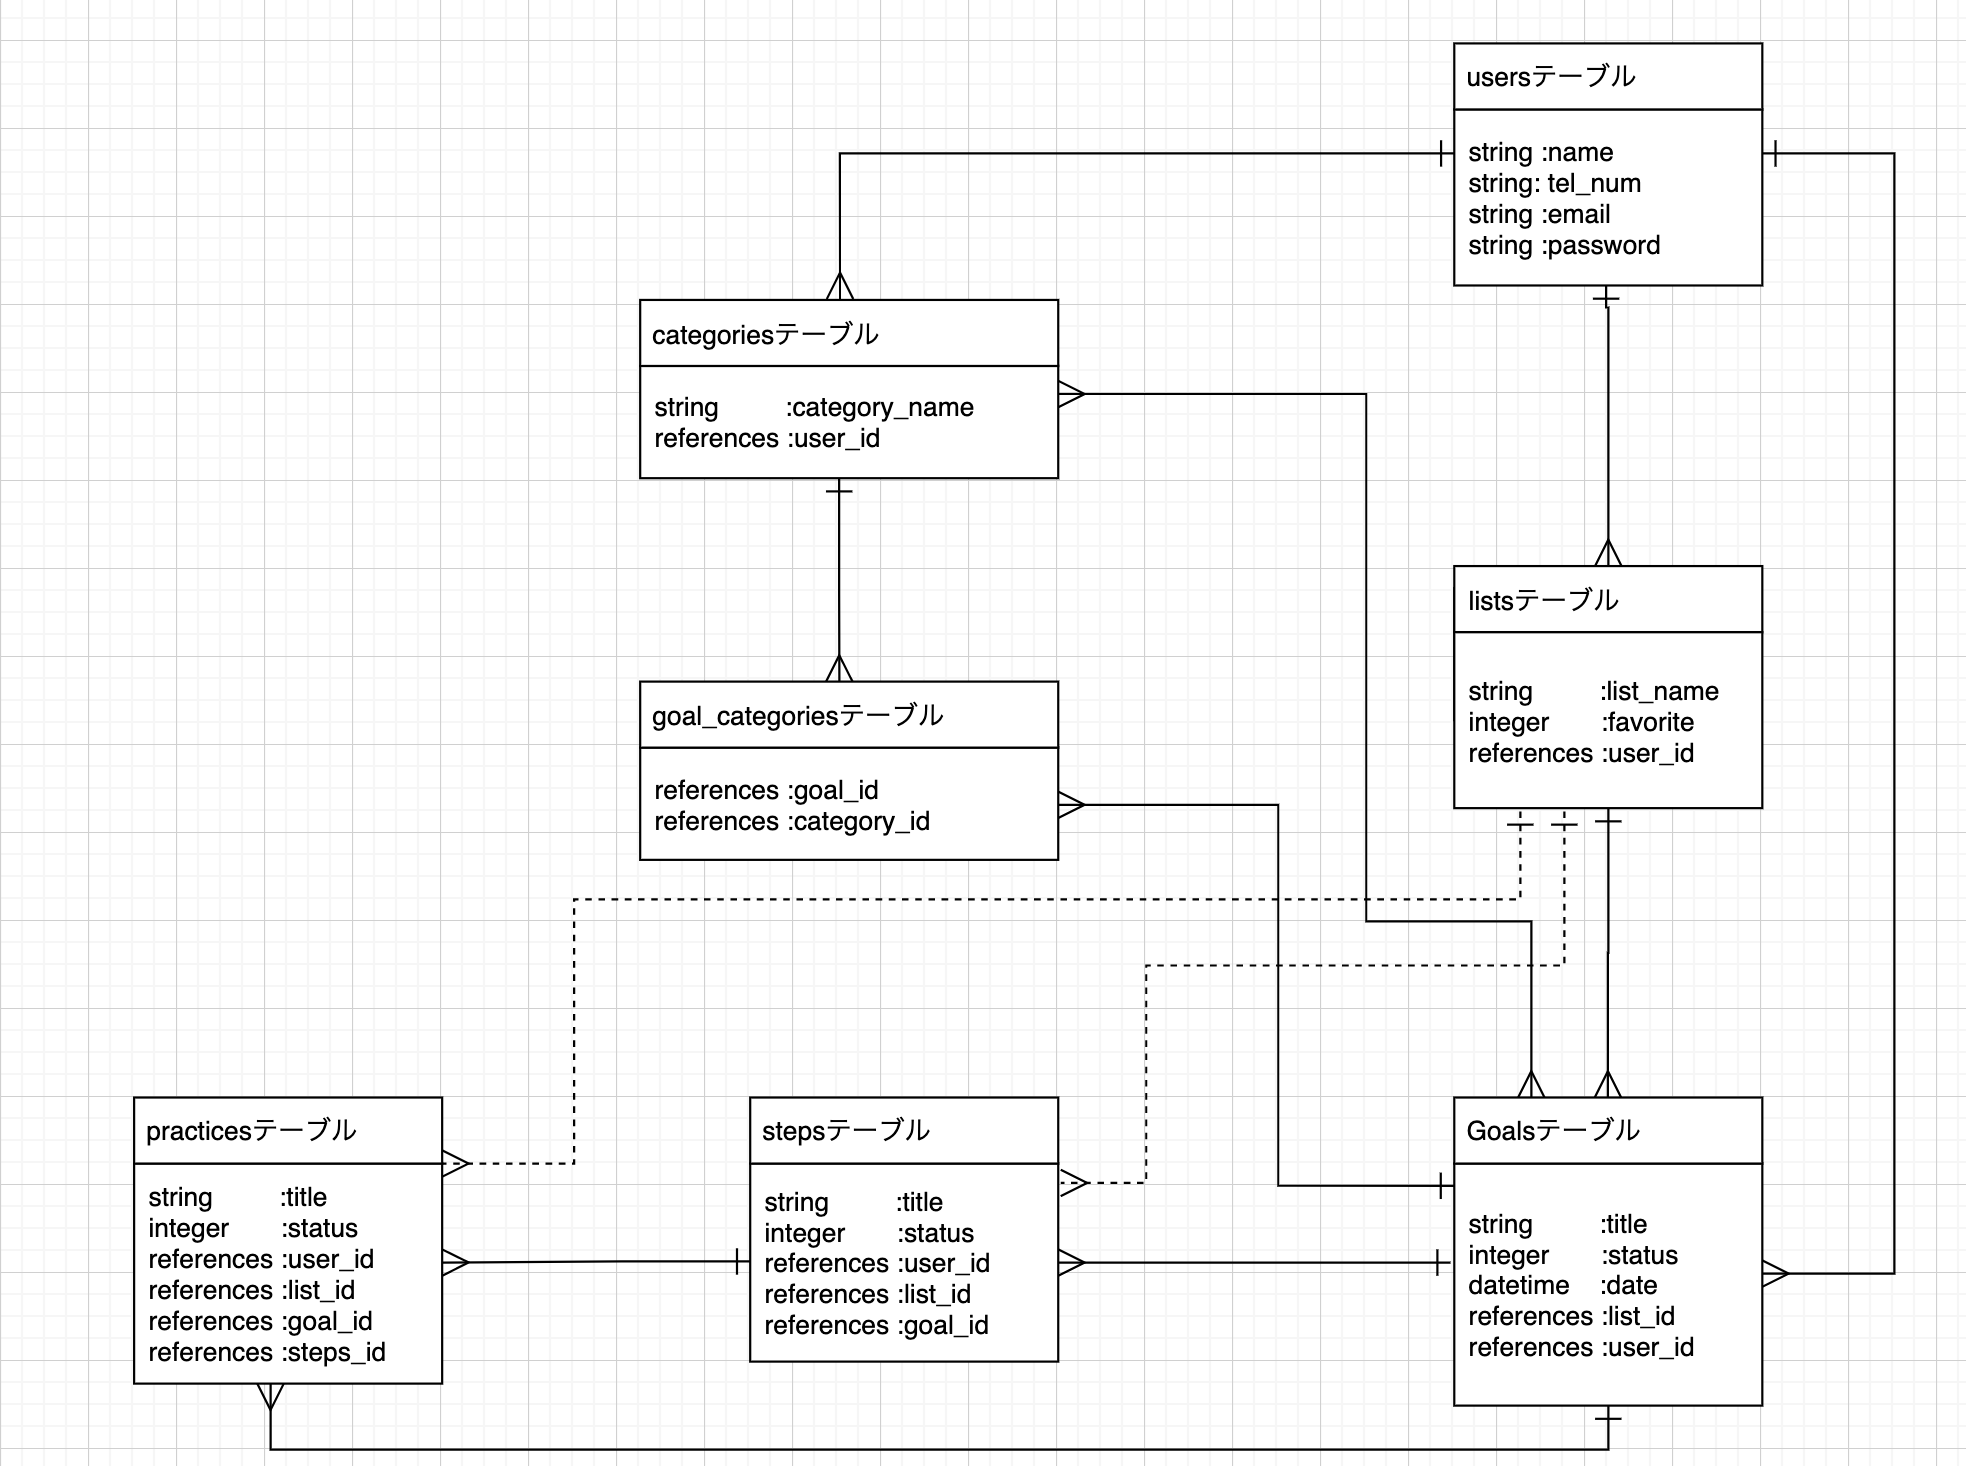 usersテーブル
string :name
string: tel_num
string :email
string :password
categoriesテーブル
string :category_name
references :user_id
listsテーブル
string :list_name
integer :favorite
references :user_id
goal_categoriesテーブル
references :goal_id
references :category_id
practicesテーブル
string :title
integer :status
references :user_id
references :list_id
references :goal_id
references :steps_id
stepsテーブル
string :title
integer :status
references :user_id
references :list_id
references :goal_id
Goalsテーブル
string :title
integer :status
datetime :date
references :list_id
references :user_id